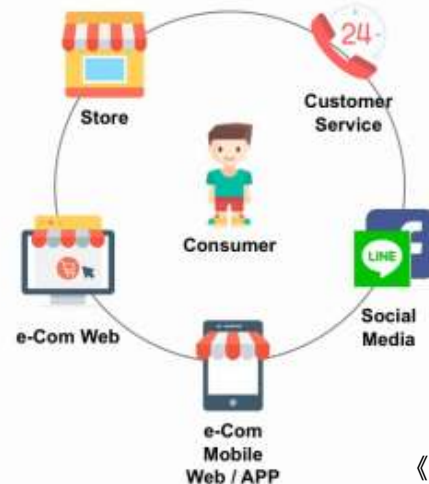 24
Store
Customer
Service
Consumer
LINE
f
e-Com Web
Social
Media
e-Com
Mobile
Web / APP
《